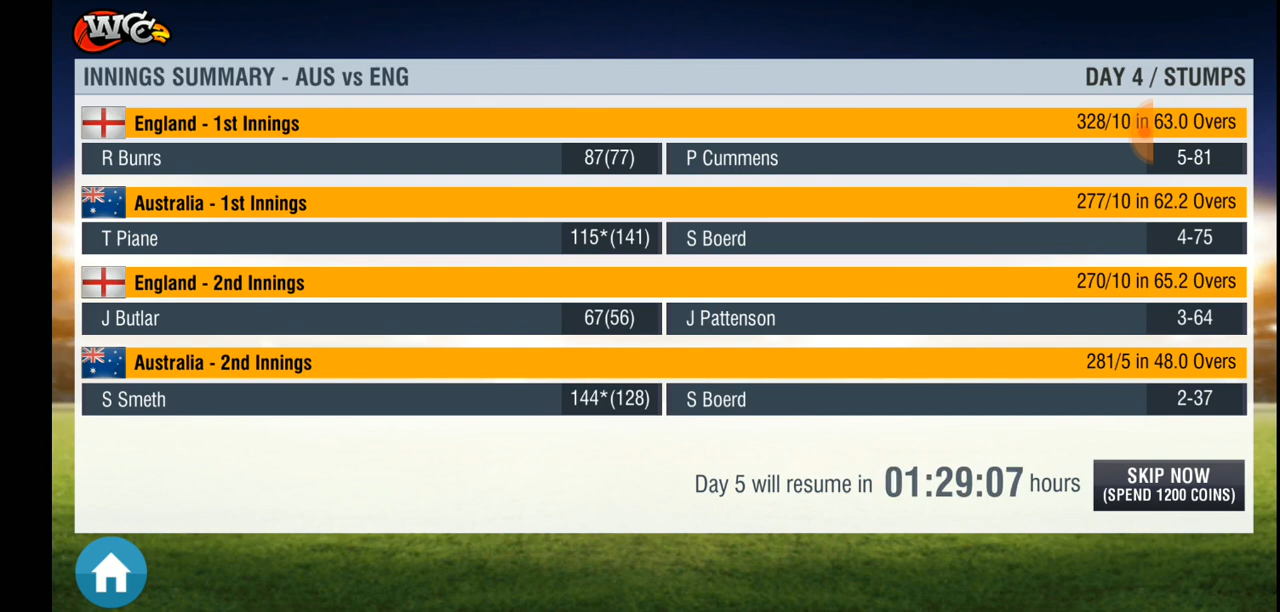 WCC
INNINGS SUMMARY - AUS vs ENG DAY 4 / STUMPS
England - 1st Innings 328/10 in 63.0 Overs
R Bunrs 87(77) P Cummens 5-81
Australia - 1st Innings 277/10 in 62.2 Overs
T Piane 115*(141) S Boerd 4-75
England - 2nd Innings 270/10 in 65.2 Overs
J Butlar 67(56) J Pattenson 3-64
Australia - 2nd Innings 281/5 in 48.0 Overs
S Smeth 144*(128) S Boerd 2-37
Day 5 will resume in 01:29:07 hours
SKIP NOW
(SPEND 1200 COINS)